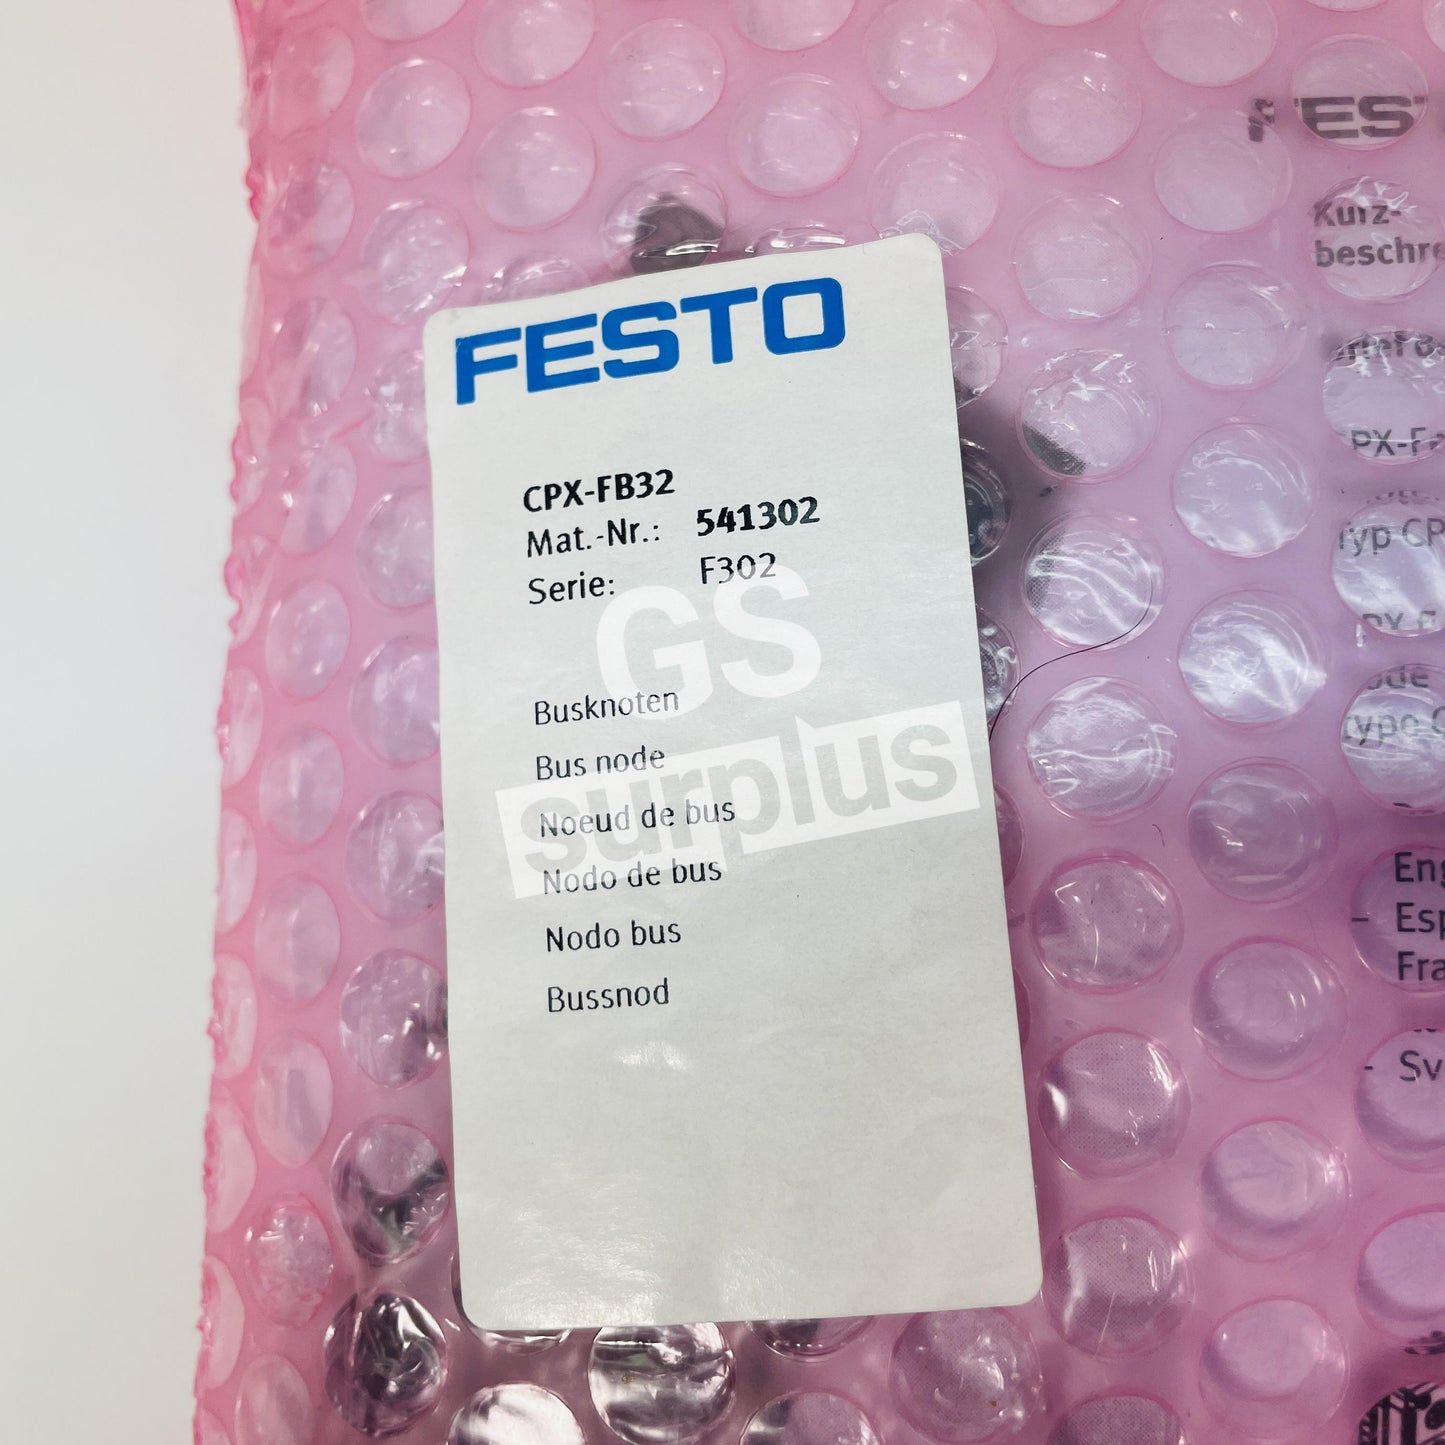 FESTO
CPX-FB32
Mat.-Nr.: 541302
Serie: F302
GS
surplus
Busknoten
Bus node
Noeud de bus
Nodo de bus
Nodo bus
Bussnod
Kurz-
beschre